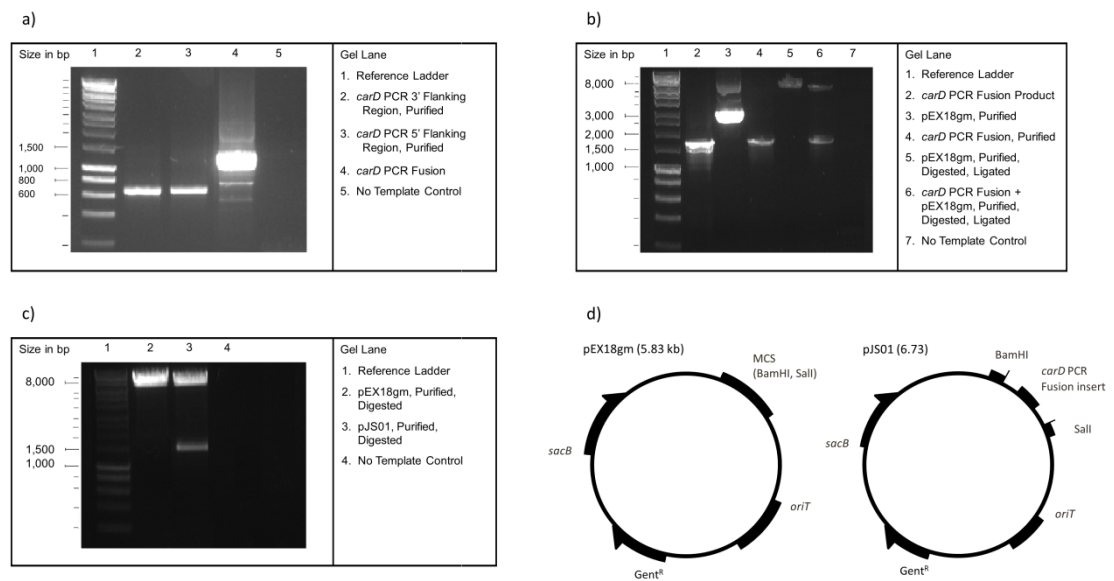 a)
Size in bp 1 2 3 4 5
1,500
1,000
800
600
Gel Lane
1. Reference Ladder
2. carD PCR 3' Flanking
Region, Purified
3. carD PCR 5' Flanking
Region, Purified
4. carD PCR Fusion
5. No Template Control
b)
Size in bp 1 2 3 4 5 6 7
8,000
3,000
2,000
1,500
1,000
Gel Lane
1. Reference Ladder
2. carD PCR Fusion Product
3. pEX18gm, Purified
4. carD PCR Fusion, Purified
5. pEX18gm, Purified,
Digested, Ligated
6. carD PCR Fusion +
pEX18gm, Purified,
Digested, Ligated
7. No Template Control
c)
Size in bp 1 2 3 4
8,000
1,500
1,000
Gel Lane
1. Reference Ladder
2. pEX18gm, Purified,
Digested
3. pJS01, Purified,
Digested
4. No Template Control
d)
pEX18gm (5.83 kb)
MCS
(BamHI, SalI)
sacB
oriT
Gentᴿ
pJS01 (6.73)
BamHI
carD PCR
Fusion insert
SalI
sacB
oriT
Gentᴿ